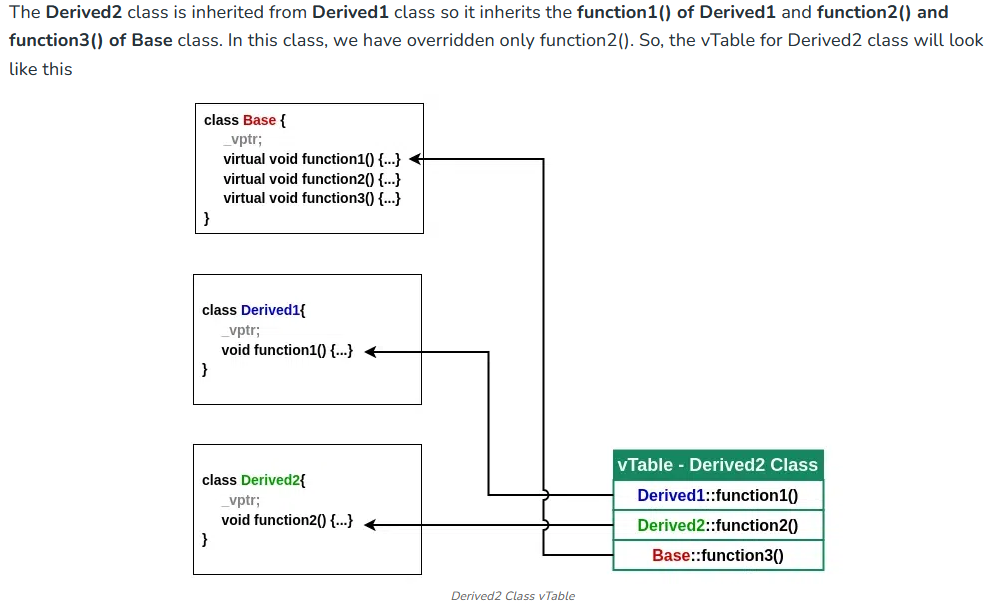 The Derived2 class is inherited from Derived1 class so it inherits the function1() of Derived1 and function2() and
function3() of Base class. In this class, we have overridden only function2(). So, the vTable for Derived2 class will look
like this
class Base {
_vptr;
virtual void function1() {...}
virtual void function2() {...}
virtual void function3() {...}
}
class Derived1{
_vptr;
void function1() {...}
}
class Derived2{
_vptr;
void function2() {...}
}
vTable - Derived2 Class
Derived1::function1()
Derived2::function2()
Base::function3()
Derived2 Class vTable